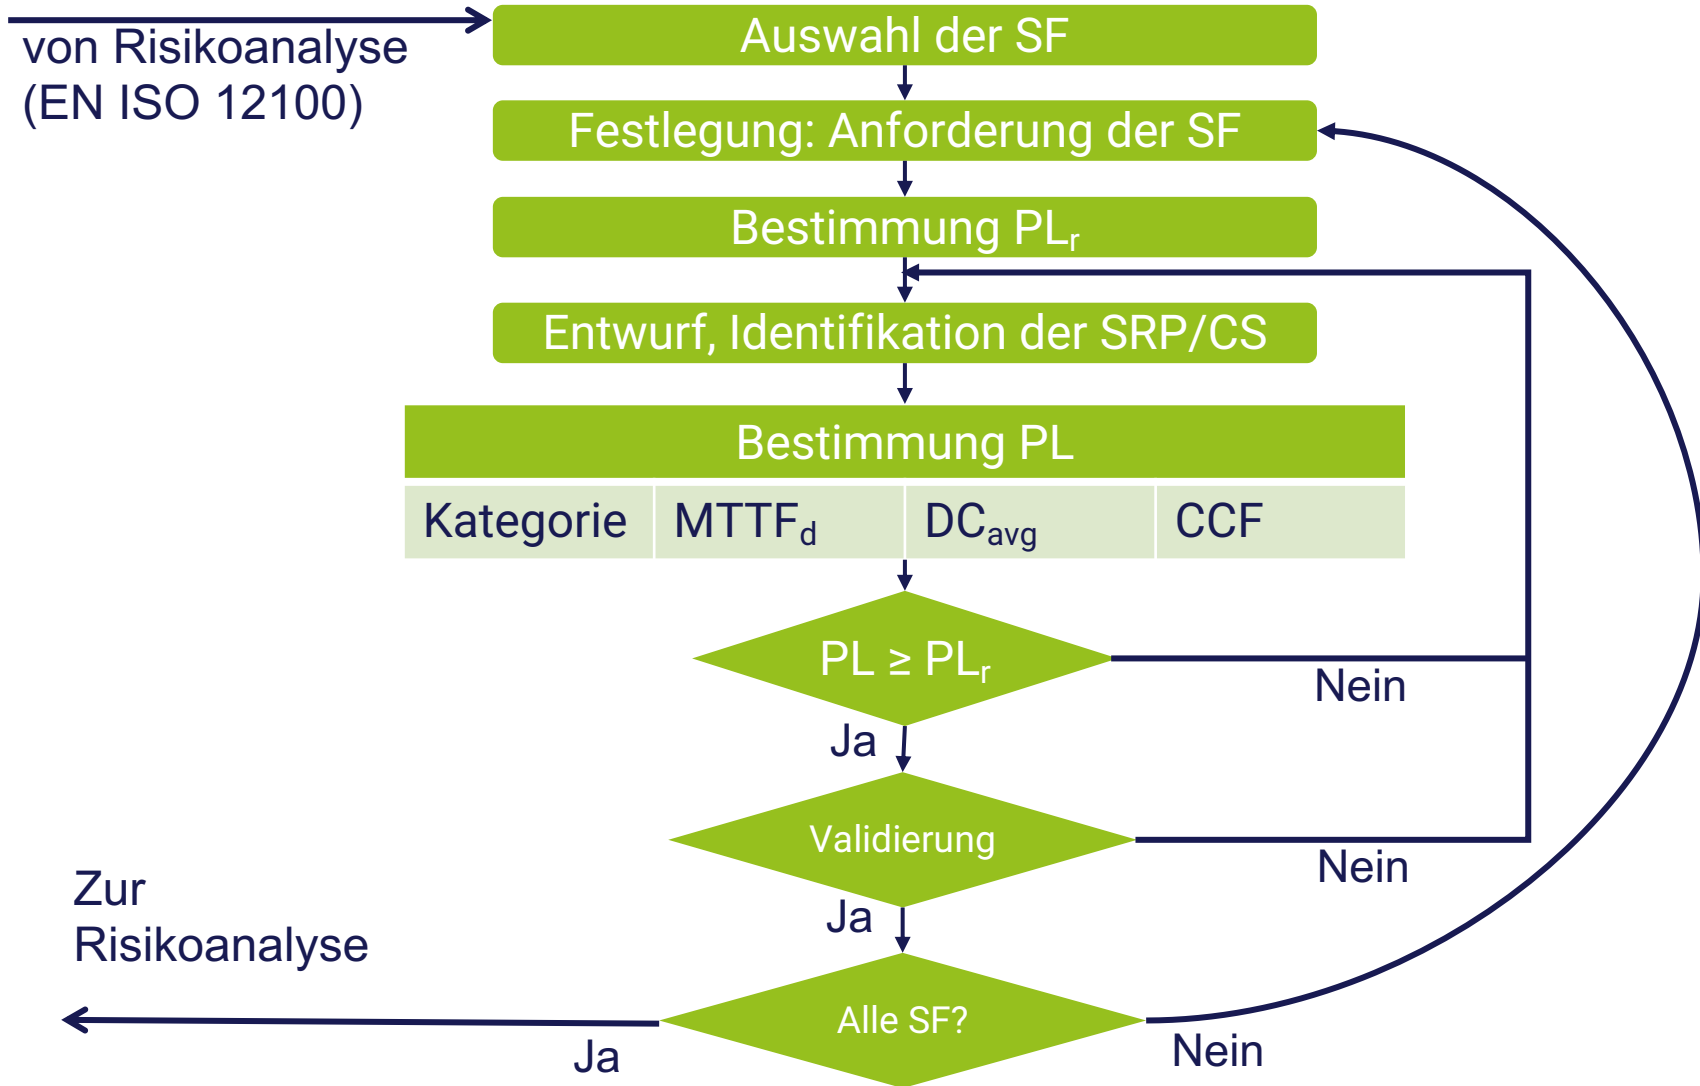 von Risikoanalyse
(EN ISO 12100)
Auswahl der SF
Festlegung: Anforderung der SF
Bestimmung PLr
Entwurf, Identifikation der SRP/CS
Bestimmung PL
Kategorie MTTFd DCavg CCF
PL ≥ PLr
Nein
Ja
Validierung
Nein
Ja
Zur
Risikoanalyse
Alle SF?
Ja
Nein